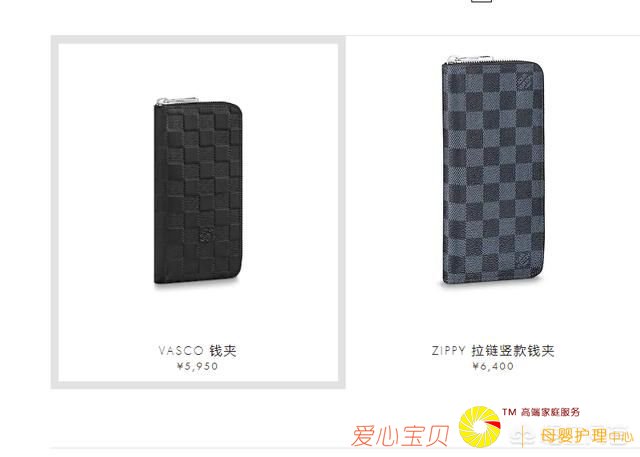 VASCO 钱夹
¥5,950
ZIPPY 拉链竖款钱夹
¥6,400
爱心宝贝
TM 高端家庭服务
母婴护理中心